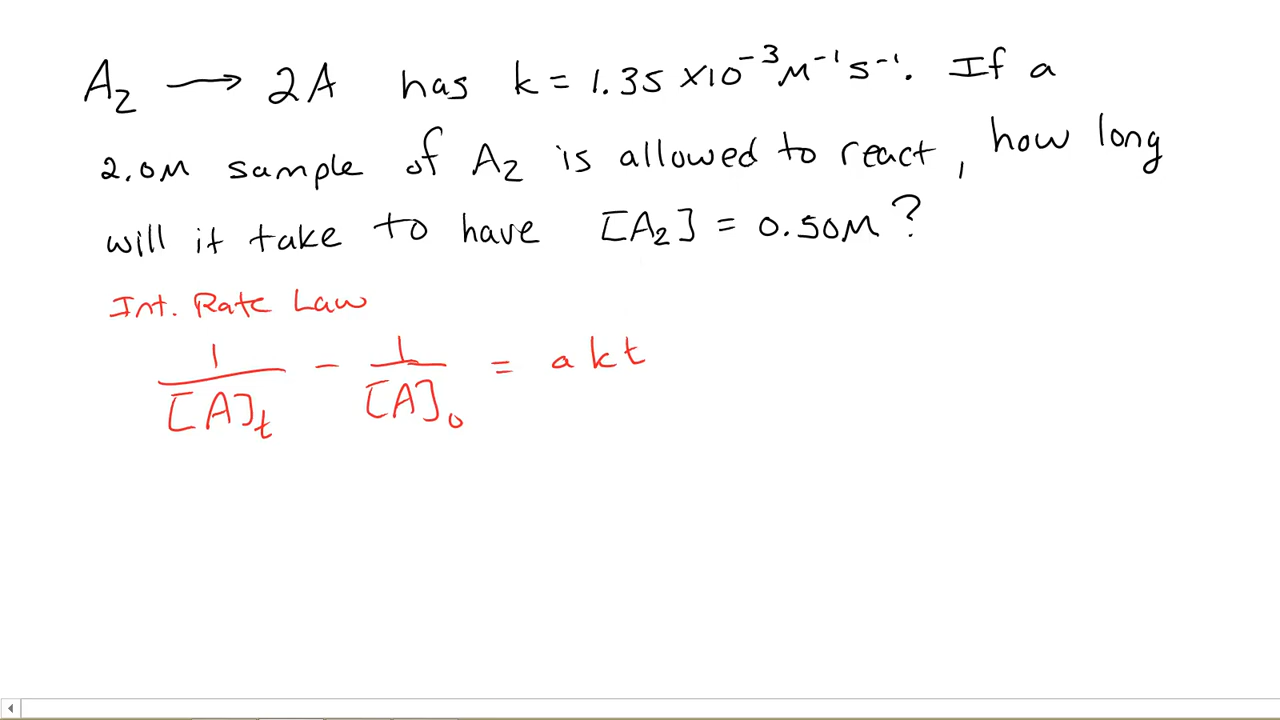 A₂ ⟶ 2A has k = 1.35 ×10⁻³ M⁻¹ s⁻¹. If a
2.0M sample of A₂ is allowed to react, how long
will it take to have [A₂] = 0.50M?
Int. Rate Law
1/[A]ₜ - 1/[A]₀ = akt